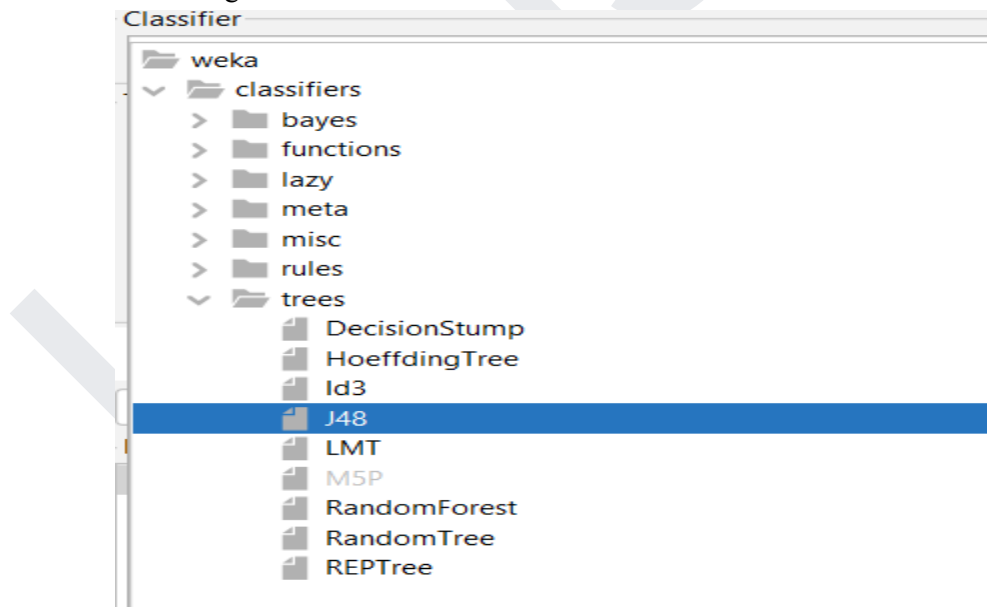 Classifier
weka
classifiers
bayes
functions
lazy
meta
misc
rules
trees
DecisionStump
HoeffdingTree
Id3
J48
LMT
M5P
RandomForest
RandomTree
REPTree